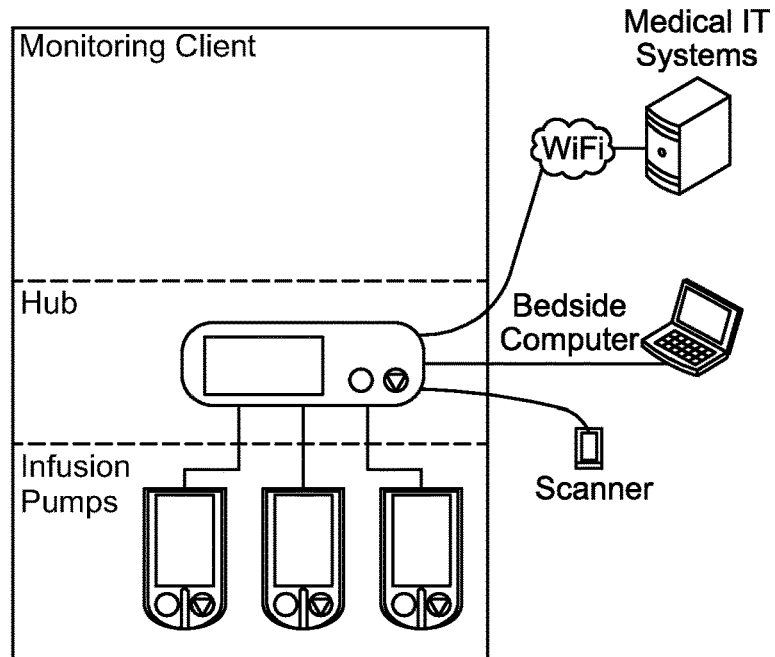 Medical IT
Systems
Monitoring Client
WiFi
Hub
Bedside
Computer
Infusion
Pumps
Scanner